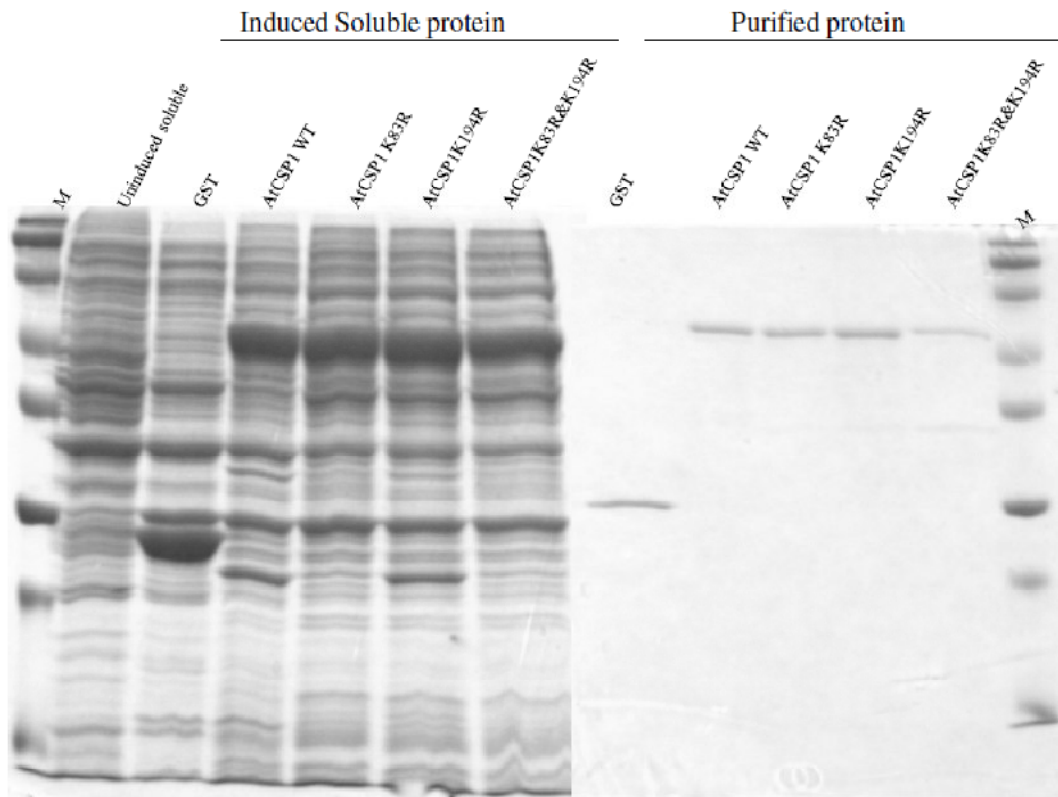 Induced Soluble protein
Purified protein
M
Uninduced soluble
GST
AtCSP1 WT
AtCSP1 K83R
AtCSP1K194R
AtCSP1K83R&K194R
GST
AtCSP1 WT
AtCSP1 K83R
AtCSP1K194R
AtCSP1K83R&K194R
M